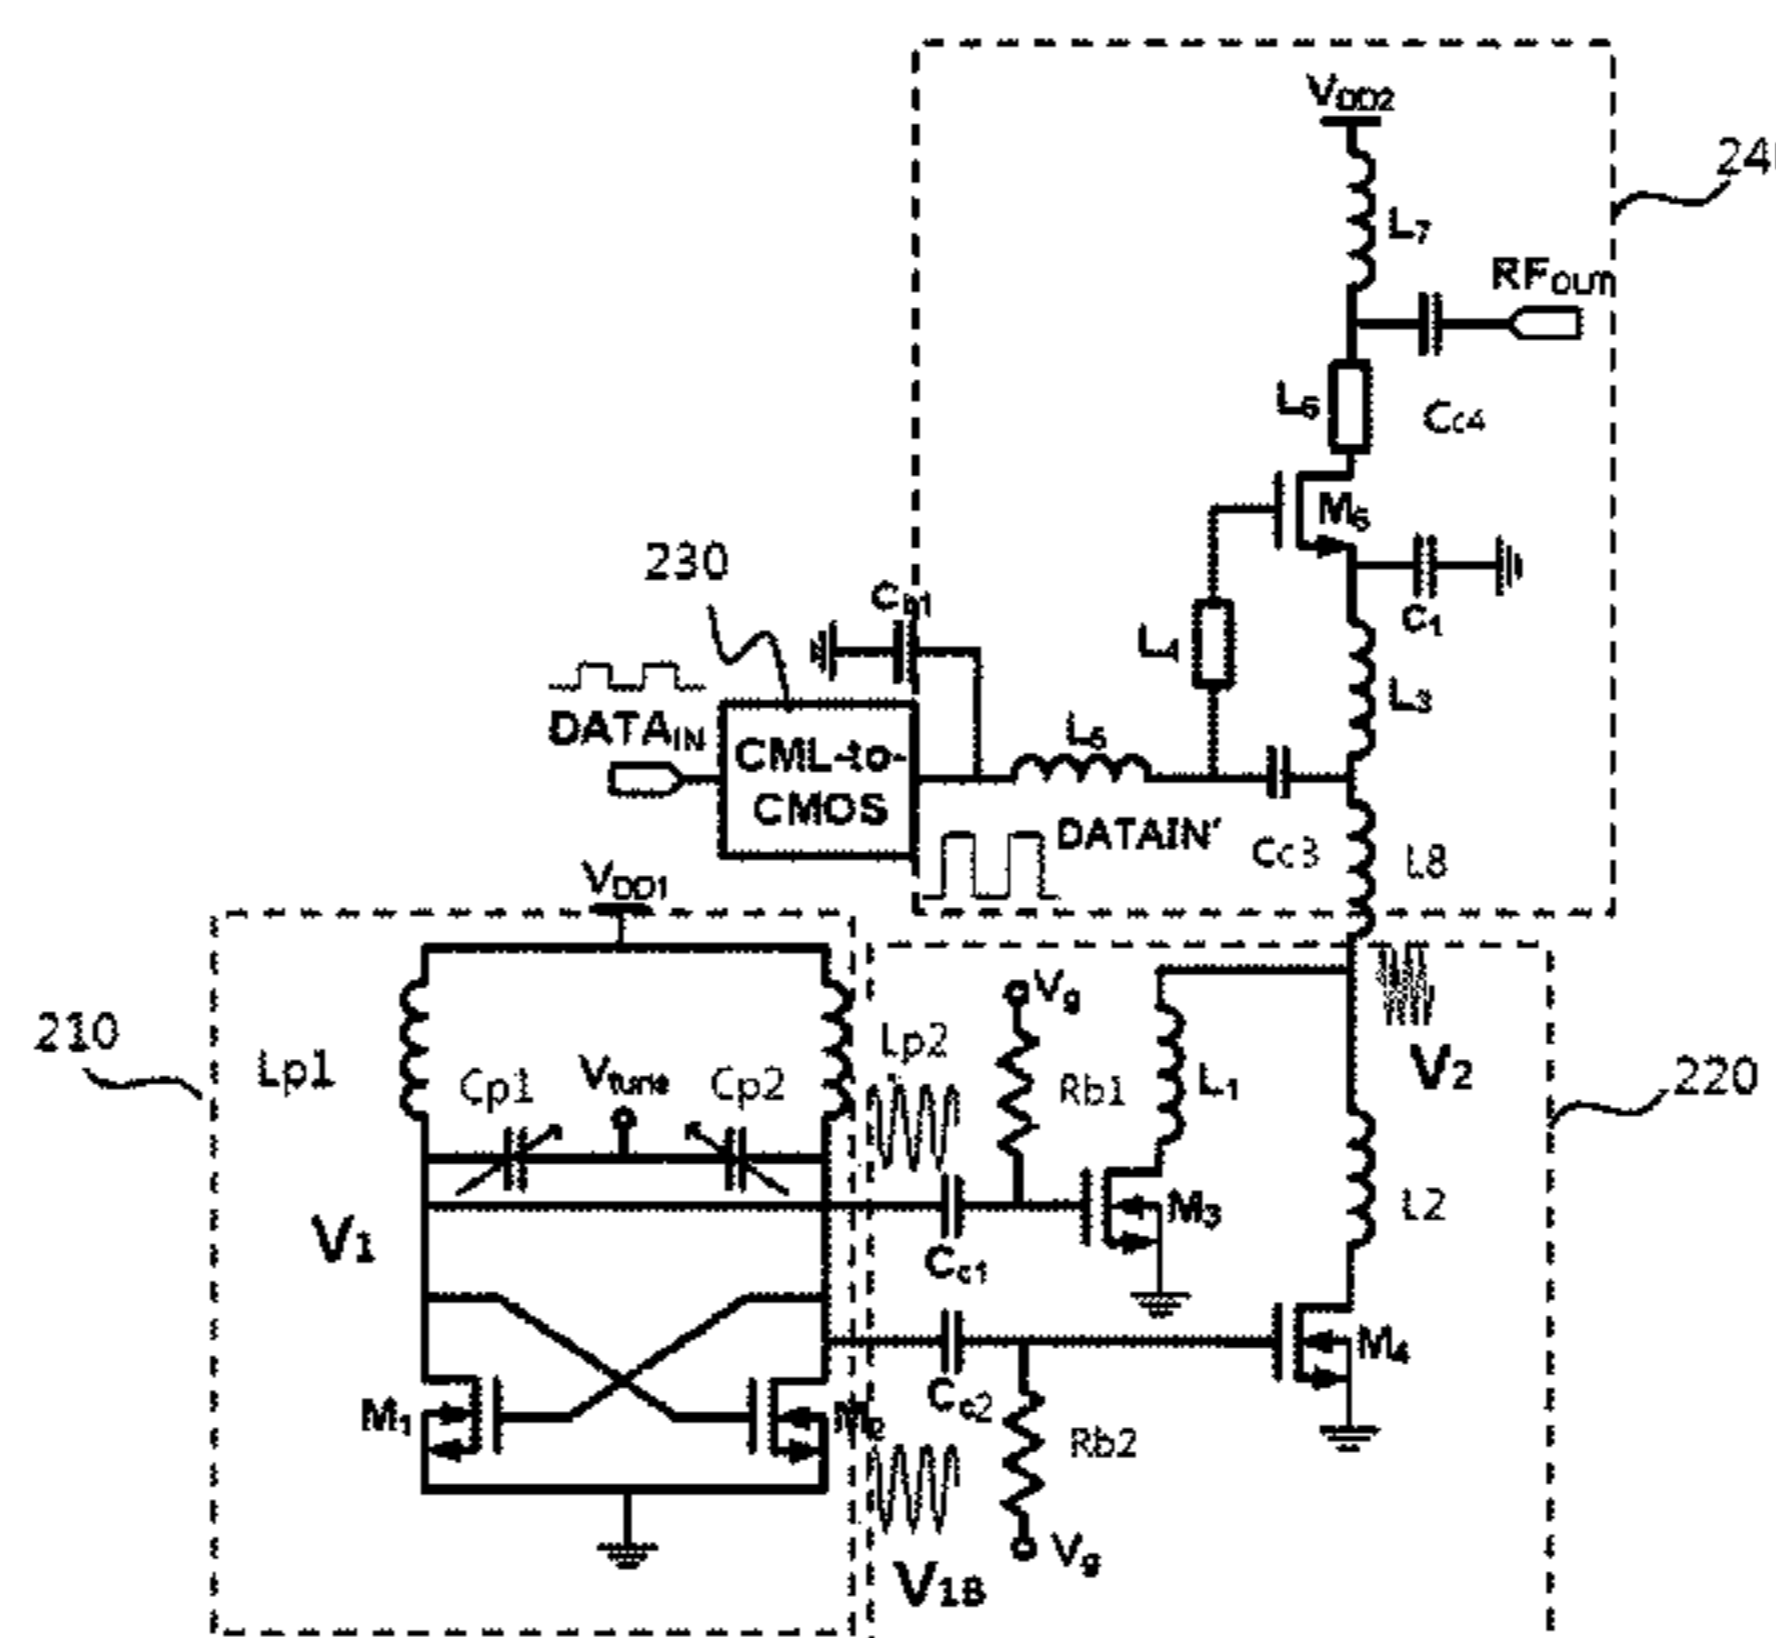 VDD2
240
L7
RFOUT
L6
Cc4
M5
230
CB1
C1
L4
L3
DATAIN
L5
CML-to-
CMOS
DATAIN'
Cc3
L8
VDD1
Vg
210
Lp2
V2
220
Lp1
Cp1
Vtune
Cp2
Rb1
L1
V1
M3
L2
Cc1
M4
Cc2
M1
M2
Rb2
Vg
V1B